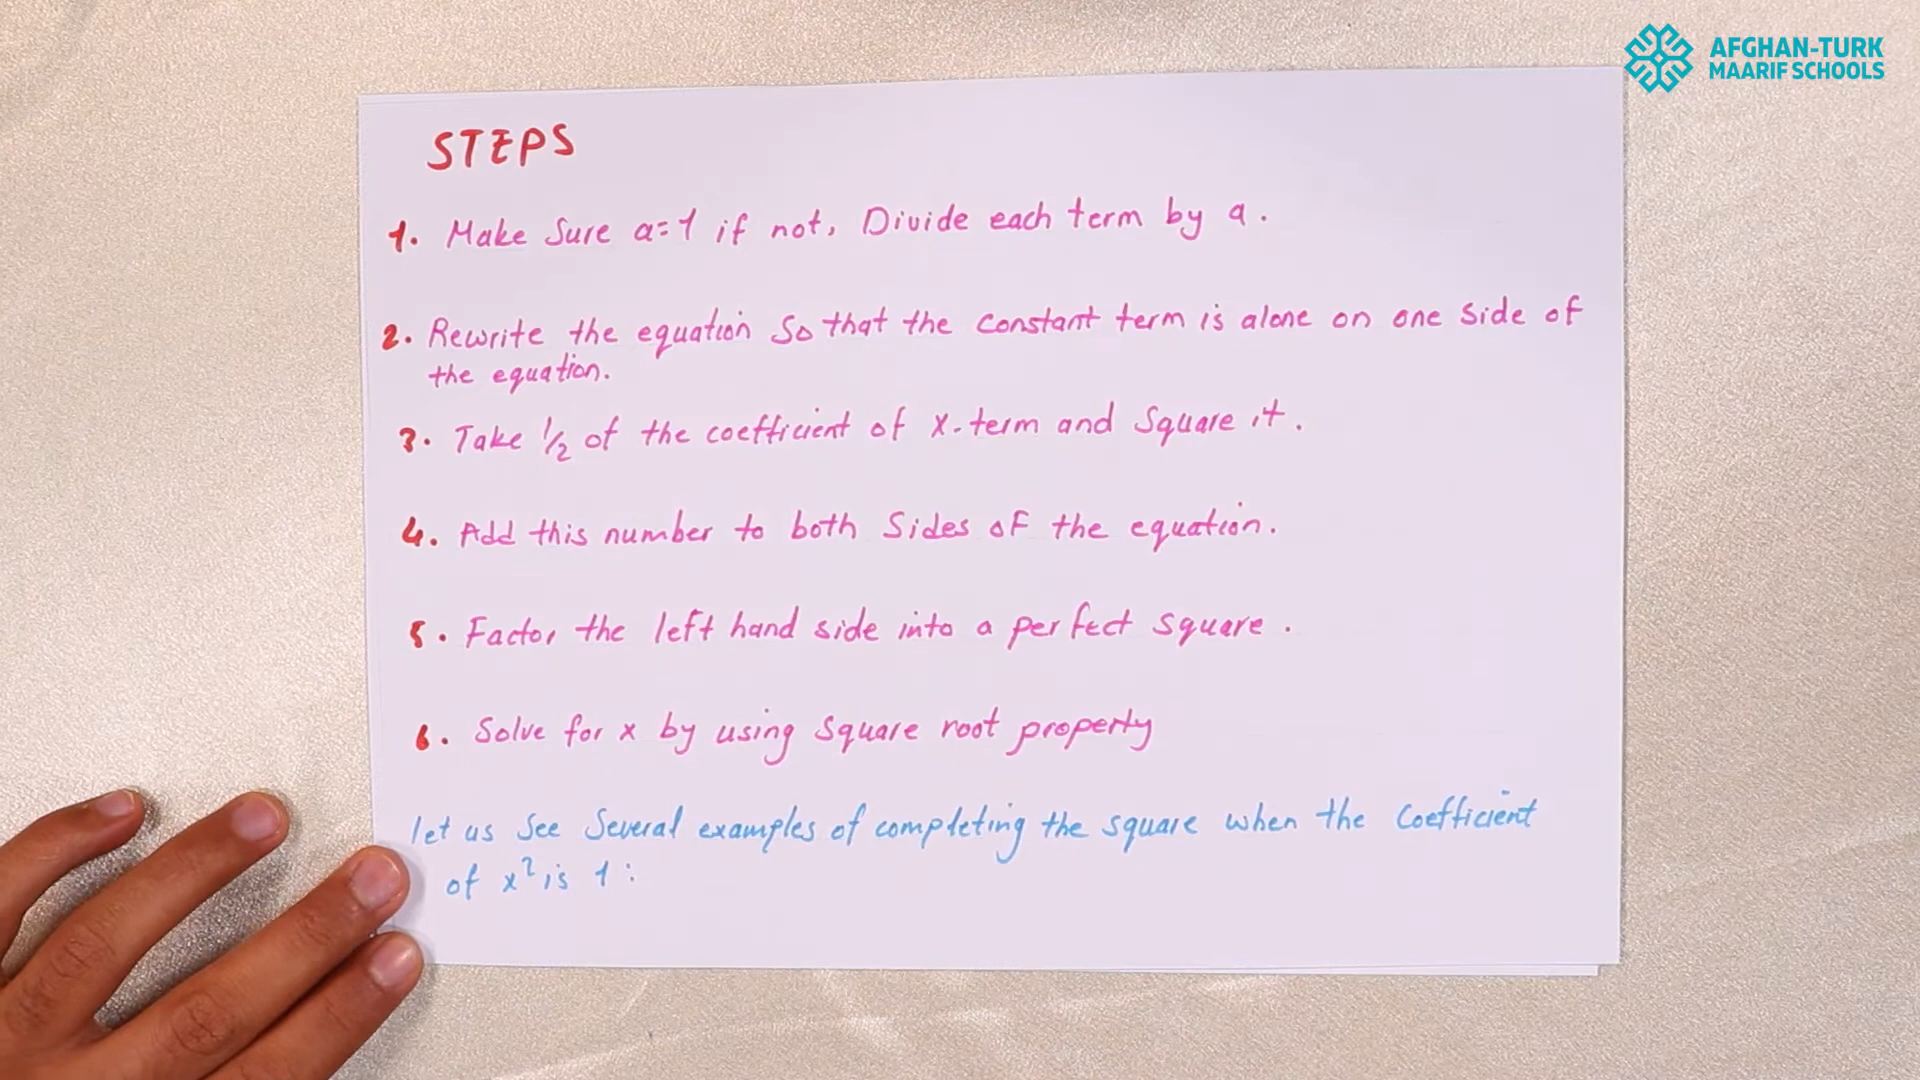 AFGHAN-TURK
MAARIF SCHOOLS
STEPS
1. Make Sure a=1 if not, Divide each term by a.
2. Rewrite the equation So that the constant term is alone on one side of
the equation.
3. Take 1/2 of the coefficient of x-term and square it.
4. Add this number to both sides of the equation.
5. Factor the left hand side into a perfect square.
6. Solve for x by using square root property
let us see several examples of completing the square when the coefficient
of x² is 1: